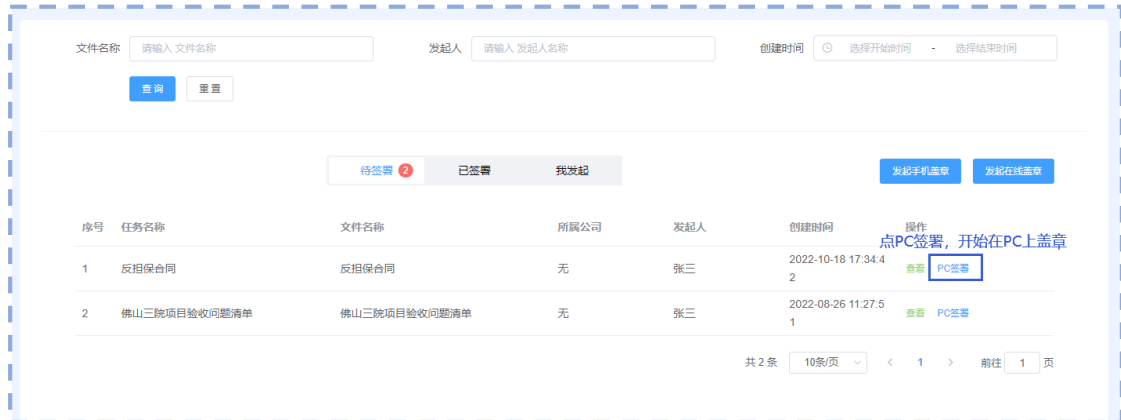 文件名称 请输入 文件名称 发起人 请输入 发起人名称 创建时间 选择开始时间 - 选择结束时间
查询 重置
待签署 2 已签署 我发起 发起手机盖章 发起在线盖章
序号 任务名称 文件名称 所属公司 发起人 创建时间 操作
点PC签署，开始在PC上盖章
1 反担保合同 反担保合同 无 张三 2022-10-18 17:34:4
2 查看 PC签署
2 佛山三院项目验收问题清单 佛山三院项目验收问题清单 无 张三 2022-08-26 11:27:5
1 查看 PC签署
共 2 条 10条/页 < 1 > 前往 1 页